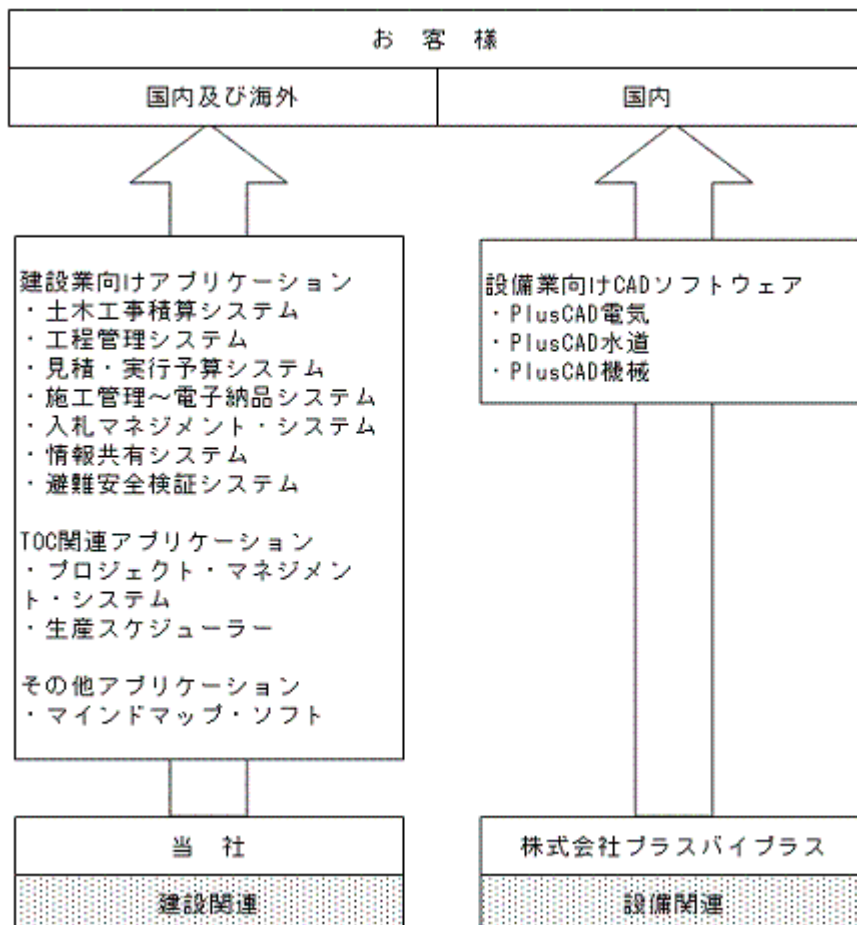 お 客 様
国内及び海外
国内
建設業向けアプリケーション
・土木工事積算システム
・工程管理システム
・見積・実行予算システム
・施工管理～電子納品システム
・入札マネジメント・システム
・情報共有システム
・避難安全検証システム
TOC関連アプリケーション
・プロジェクト・マネジメン
ト・システム
・生産スケジューラー
その他アプリケーション
・マインドマップ・ソフト
設備業向けCADソフトウェア
・PlusCAD電気
・PlusCAD水道
・PlusCAD機械
当 社
建設関連
株式会社プラスバイプラス
設備関連